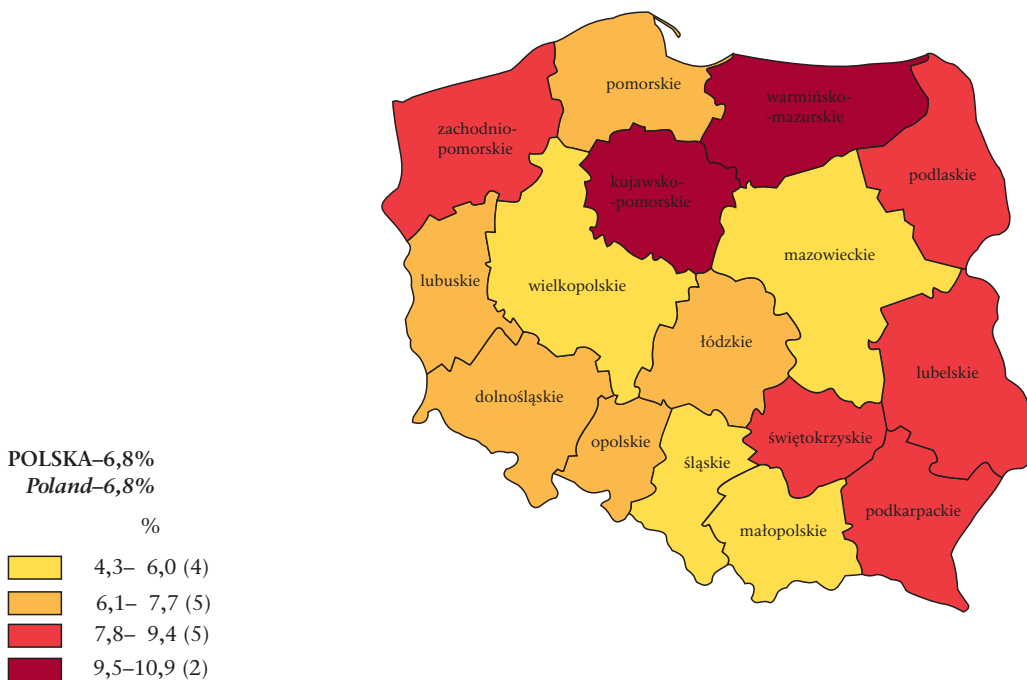 pomorskie
warmińsko-
-mazurskie
zachodnio-
pomorskie
podlaskie
kujawsko-
-pomorskie
mazowieckie
lubuskie
wielkopolskie
łódzkie
lubelskie
dolnośląskie
opolskie
świętokrzyskie
śląskie
podkarpackie
małopolskie
POLSKA–6,8%
Poland–6,8%
%
4,3– 6,0 (4)
6,1– 7,7 (5)
7,8– 9,4 (5)
9,5–10,9 (2)